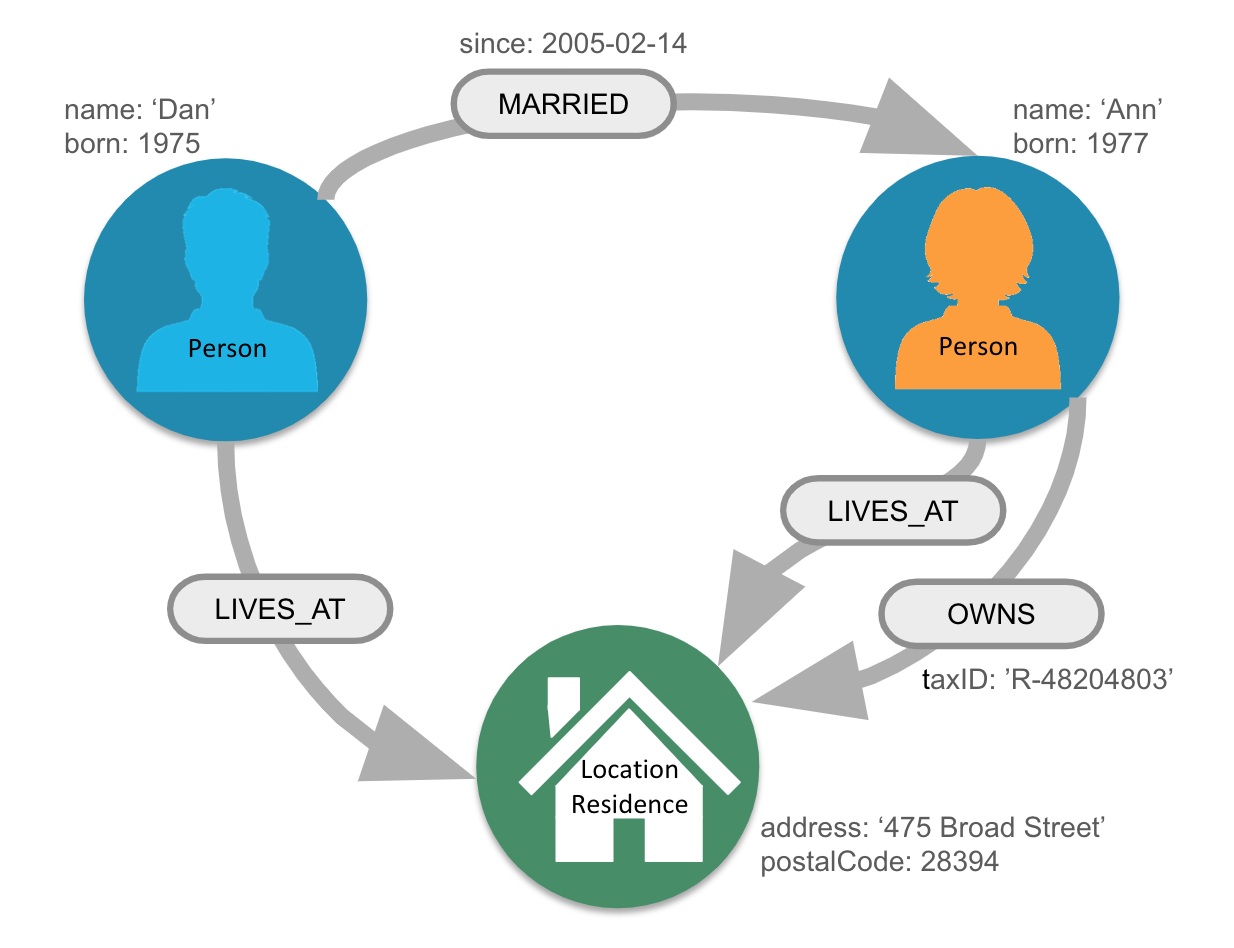 since: 2005-02-14
MARRIED
name: ‘Dan’
born: 1975
name: ‘Ann’
born: 1977
Person
Person
LIVES_AT
LIVES_AT
OWNS
taxID: ’R-48204803’
Location
Residence
address: ‘475 Broad Street’
postalCode: 28394